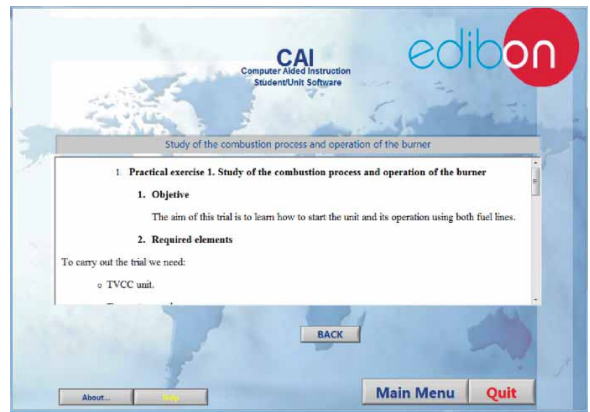 edibon
CAI
Computer Aided Instruction
Student/Unit Software
Study of the combustion process and operation of the burner
1. Practical exercise 1. Study of the combustion process and operation of the burner
1. Objetive
The aim of this trial is to learn how to start the unit and its operation using both fuel lines.
2. Required elements
To carry out the trial we need:
o TVCC unit.
BACK
About...
Help
Main Menu
Quit